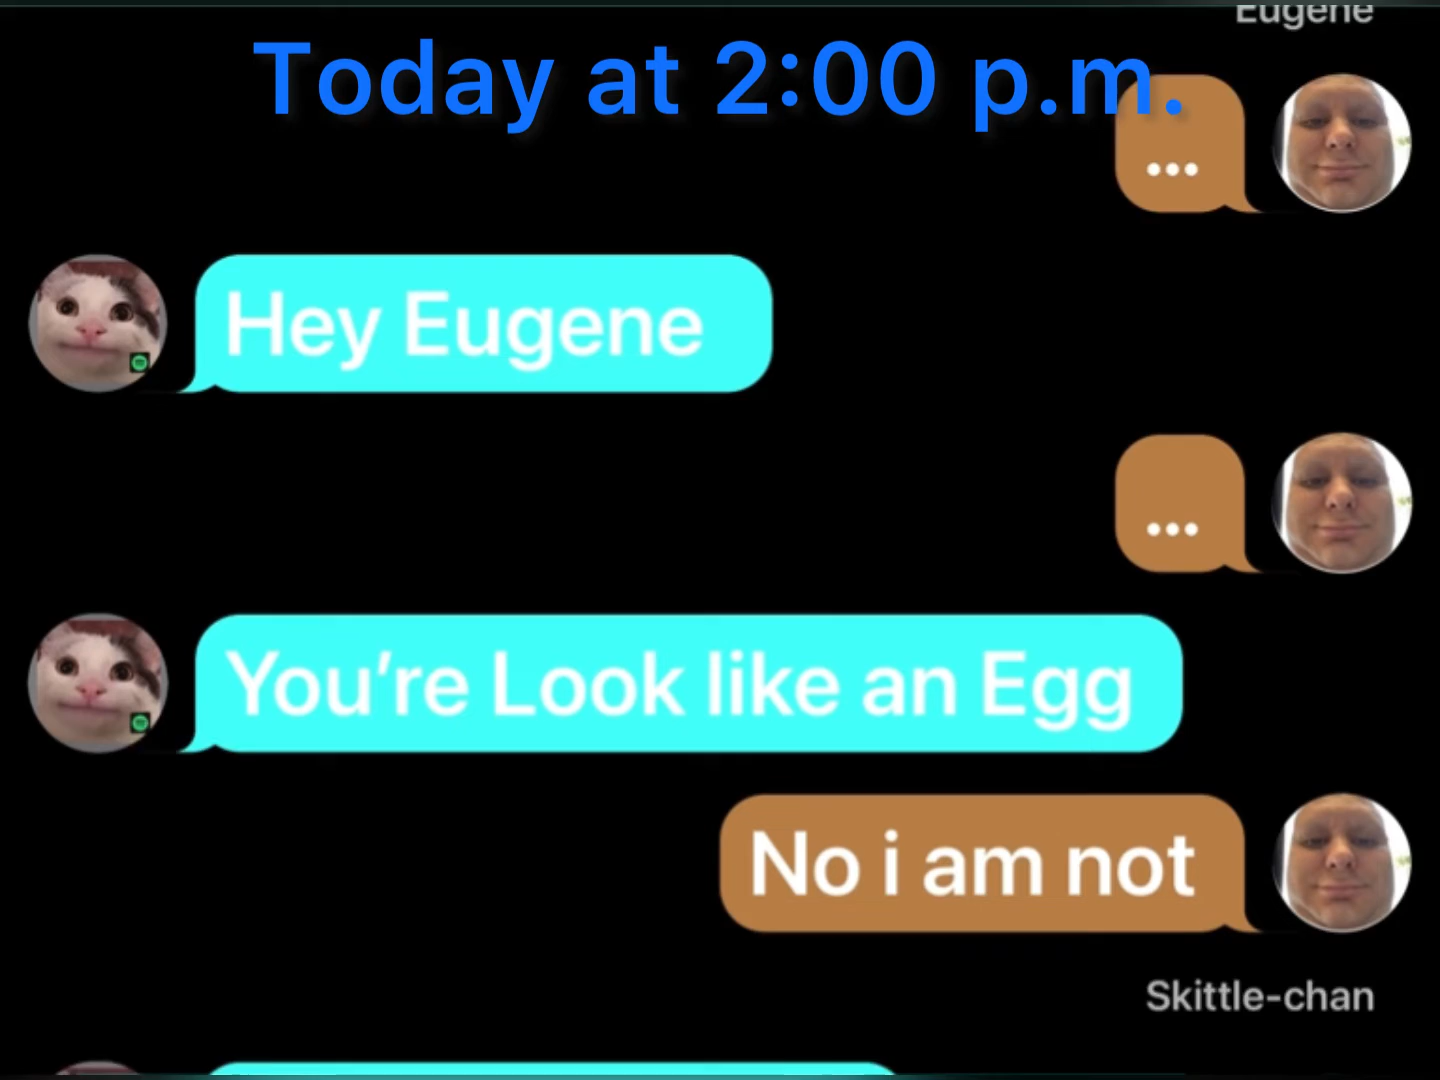 Eugene
Today at 2:00 p.m.
...
Hey Eugene
...
You're Look like an Egg
No i am not
Skittle-chan